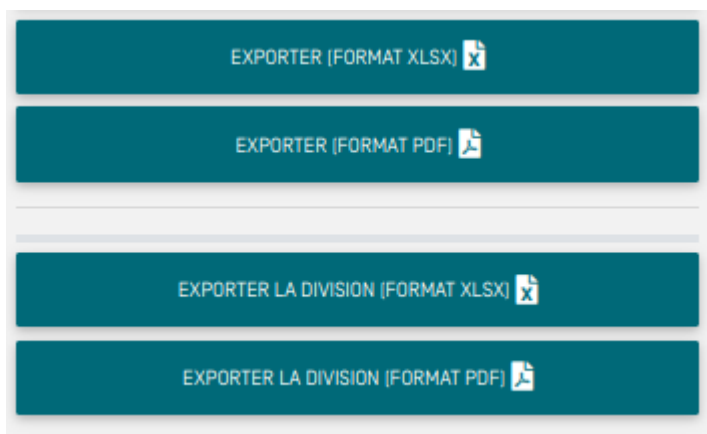 EXPORTER (FORMAT XLSX)
EXPORTER (FORMAT PDF)
EXPORTER LA DIVISION (FORMAT XLSX)
EXPORTER LA DIVISION (FORMAT PDF)